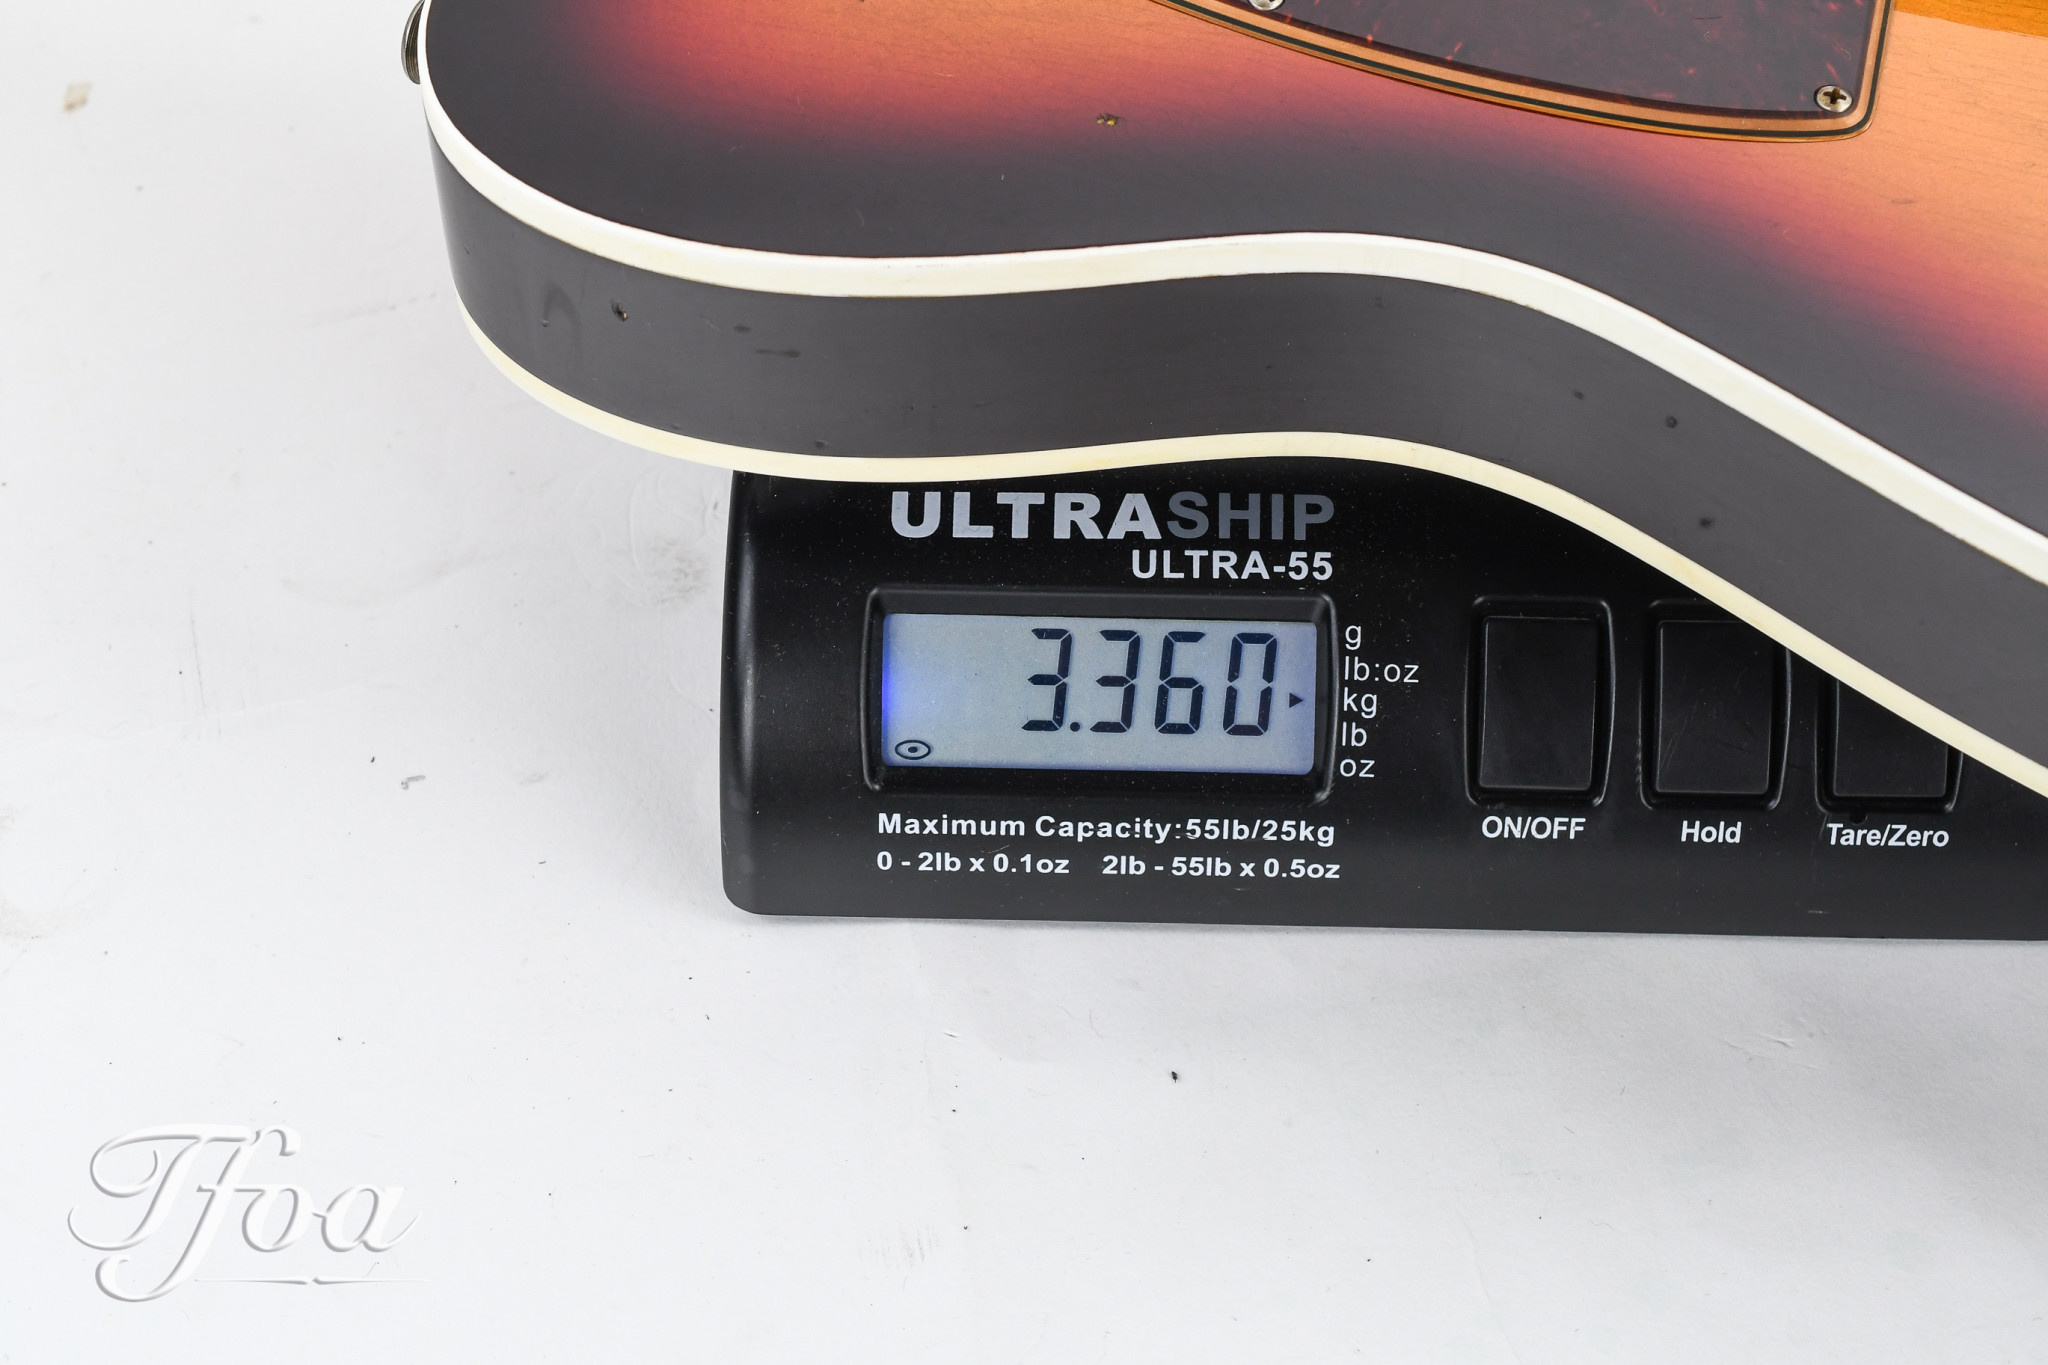 ULTRASHIP
ULTRA-55
3.360
g
lb:oz
kg
lb
oz
Maximum Capacity:55lb/25kg
0 - 2lb x 0.1oz 2lb - 55lb x 0.5oz
ON/OFF
Hold
Tare/Zero
Tfoa